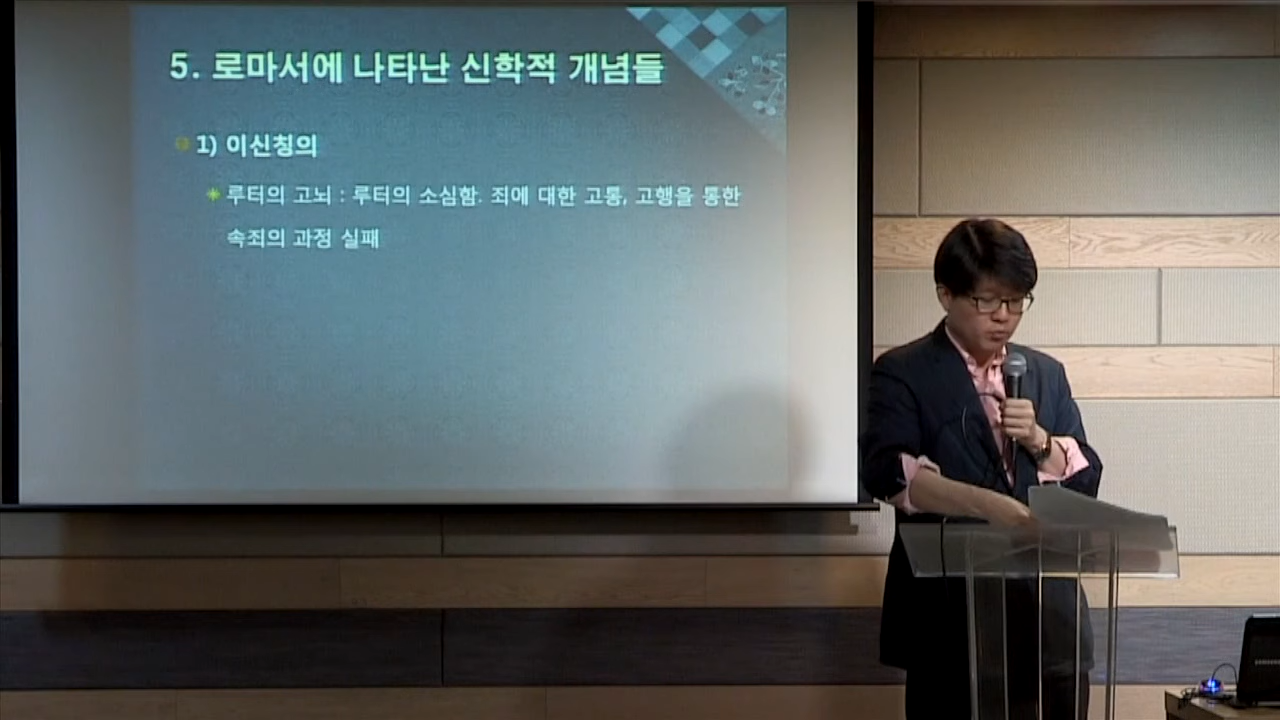 5. 로마서에 나타난 신학적 개념들
1) 이신칭의
루터의 고뇌 : 루터의 소심함. 죄에 대한 고통, 고행을 통한
속죄의 과정 실패